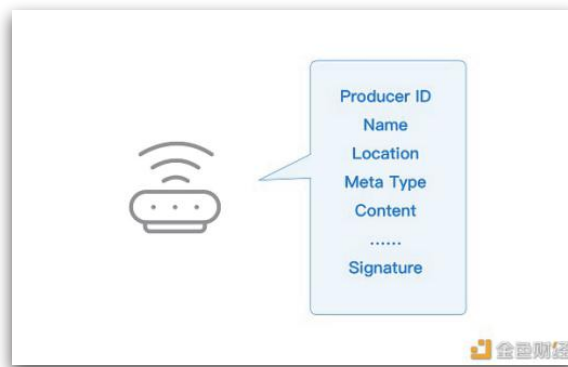 Producer ID
Name
Location
Meta Type
Content
......
Signature
金色财经